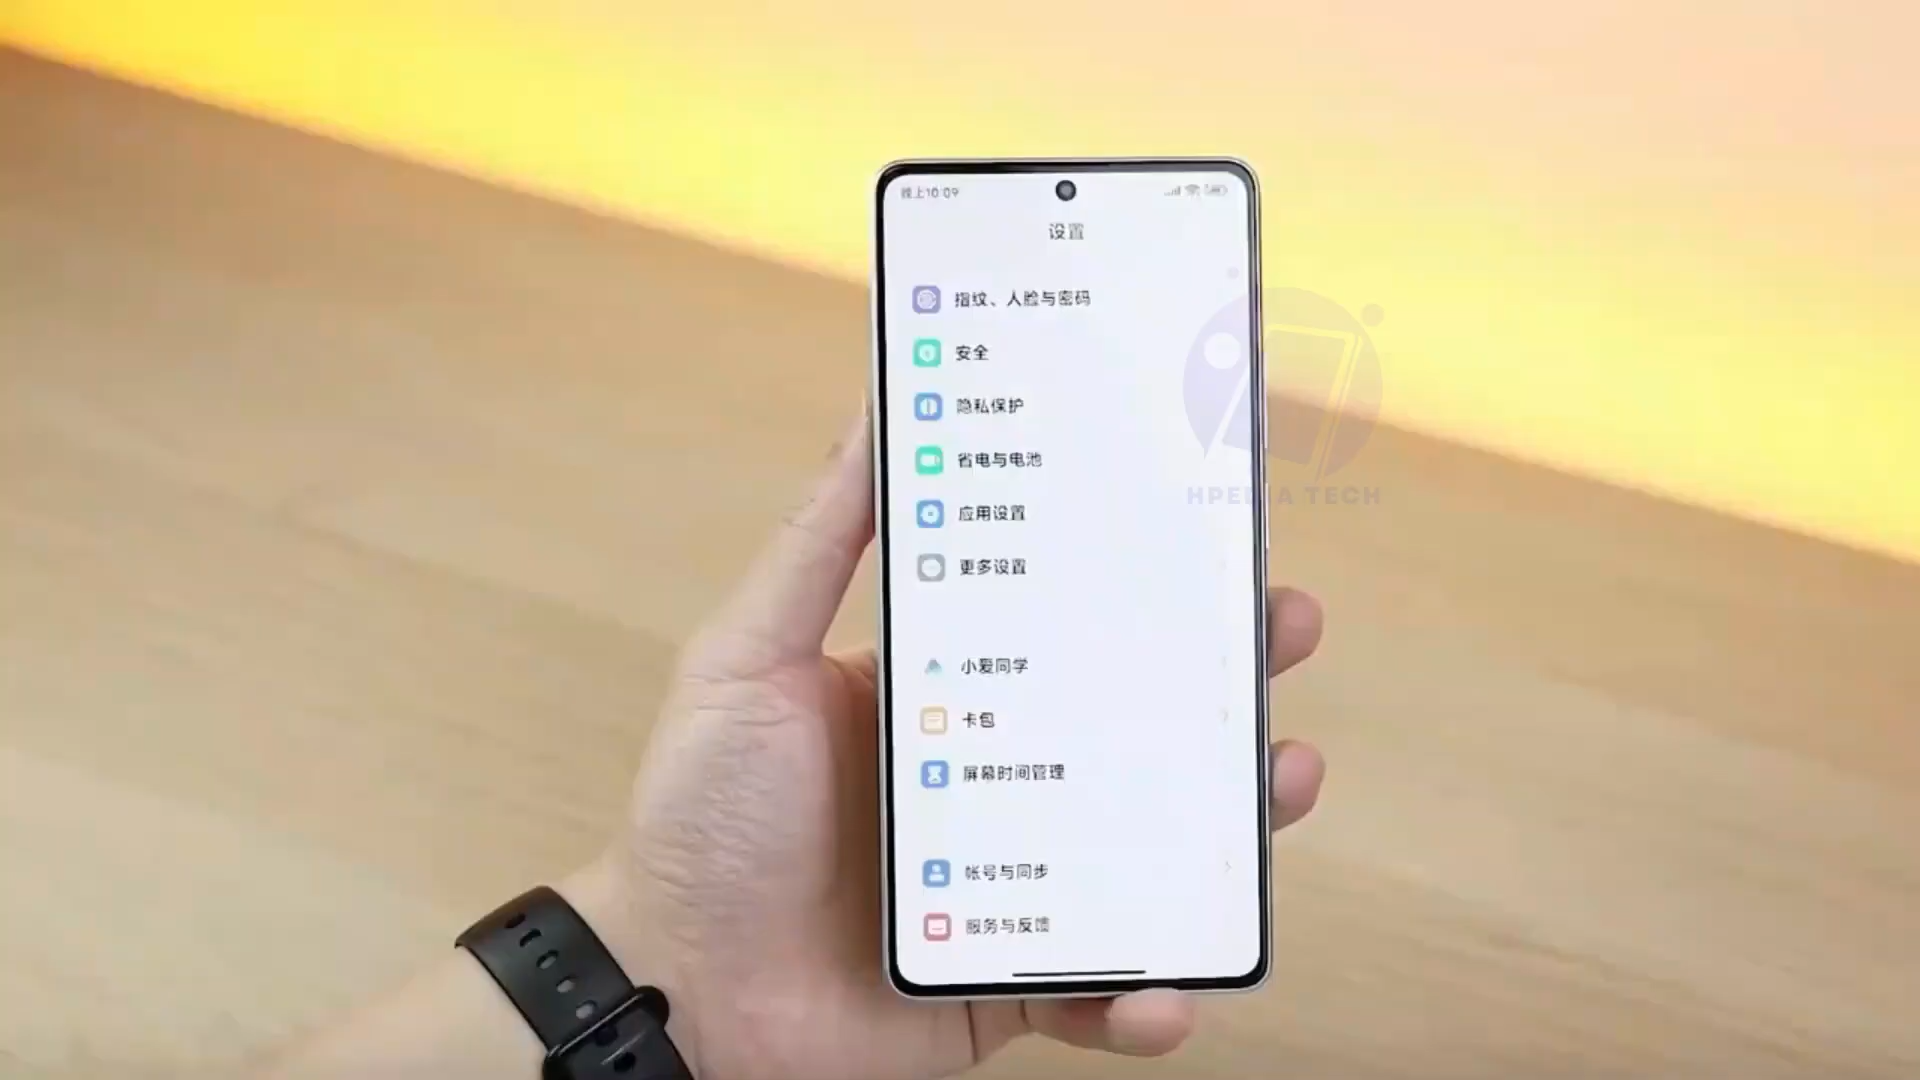 晚上10:09
设置
指纹、人脸与密码
安全
隐私保护
省电与电池
应用设置
更多设置
HPEDIA TECH
小爱同学
卡包
屏幕时间管理
帐号与同步
服务与反馈